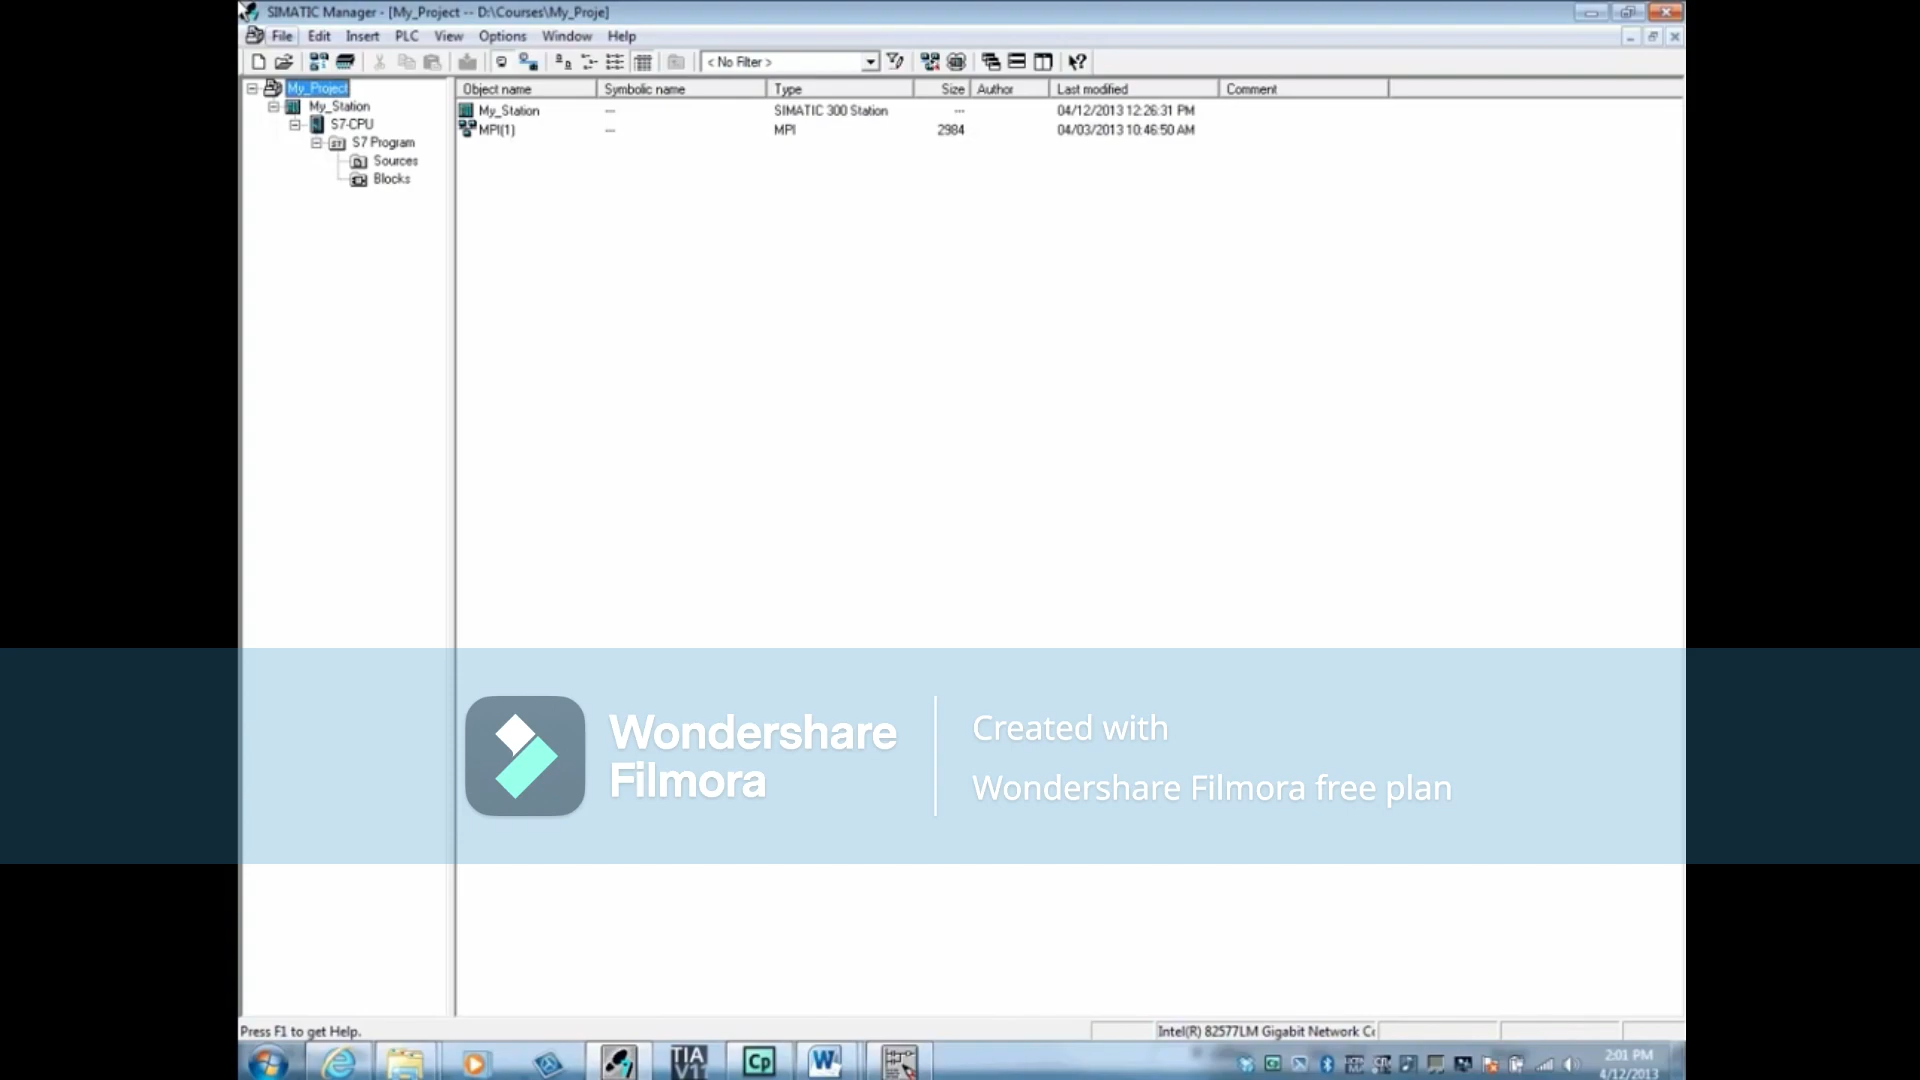 SIMATIC Manager - [My_Project -- D:\Courses\My_Proje]
File Edit Insert PLC View Options Window Help
< No Filter >
My_Project
My_Station
S7-CPU
S7 Program
Sources
Blocks
Object name Symbolic name Type Size Author Last modified Comment
My_Station --- SIMATIC 300 Station --- 04/12/2013 12:26:31 PM
MPI(1) --- MPI 2984 04/03/2013 10:46:50 AM
Wondershare
Filmora
Created with
Wondershare Filmora free plan
Press F1 to get Help.
Intel(R) 82577LM Gigabit Network
TIA
V11
Cp
W
2:01 PM
4/12/2013